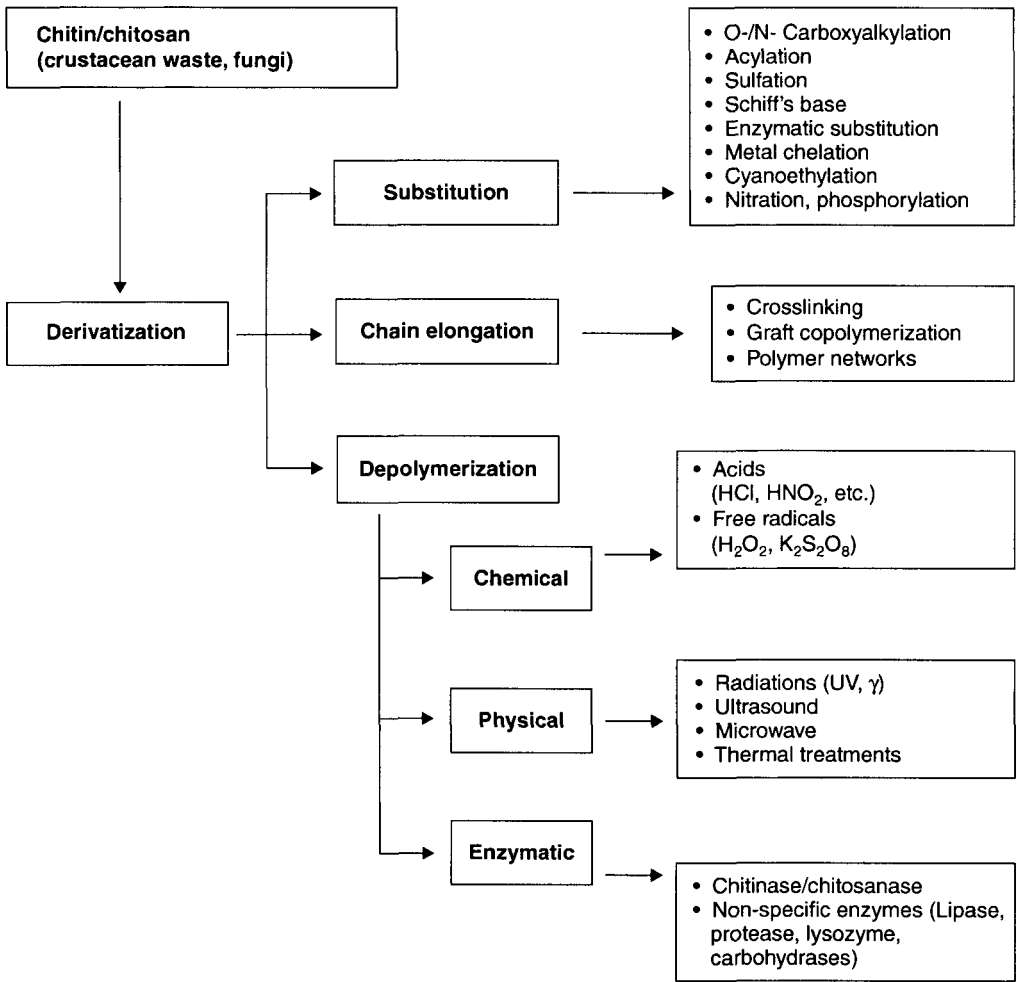 Chitin/chitosan
(crustacean waste, fungi)
• O-/N- Carboxyalkylation
• Acylation
• Sulfation
• Schiff's base
• Enzymatic substitution
• Metal chelation
• Cyanoethylation
• Nitration, phosphorylation
Substitution
Derivatization
Chain elongation
• Crosslinking
• Graft copolymerization
• Polymer networks
Depolymerization
• Acids
(HCl, HNO₂, etc.)
• Free radicals
(H₂O₂, K₂S₂O₈)
Chemical
• Radiations (UV, γ)
• Ultrasound
• Microwave
• Thermal treatments
Physical
Enzymatic
• Chitinase/chitosanase
• Non-specific enzymes (Lipase,
protease, lysozyme,
carbohydrases)